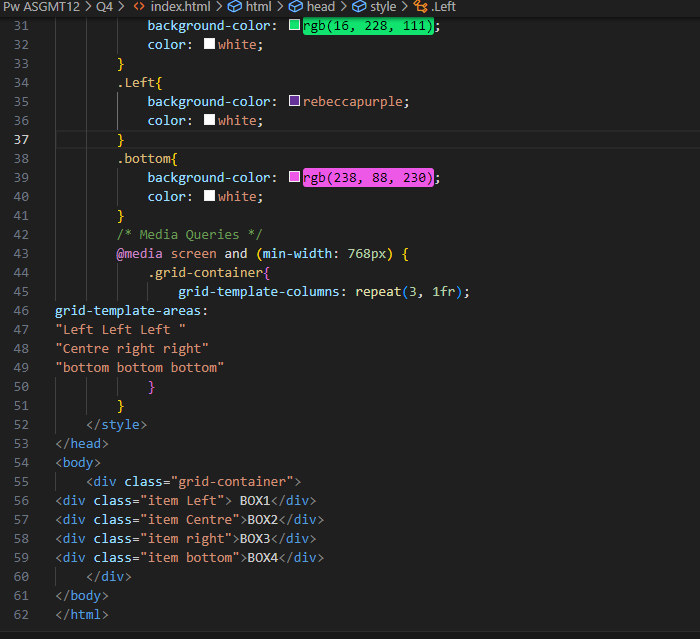 Pw ASGMT12 > Q4 > <> index.html > html > head > style > .Left
31 background-color: rgb(16, 228, 111);
32 color: white;
33 }
34 .Left{
35 background-color: rebeccapurple;
36 color: white;
37 }
38 .bottom{
39 background-color: rgb(238, 88, 230);
40 color: white;
41 }
42 /* Media Queries */
43 @media screen and (min-width: 768px) {
44 .grid-container{
45 grid-template-columns: repeat(3, 1fr);
46 grid-template-areas:
47 "Left Left Left "
48 "Centre right right"
49 "bottom bottom bottom"
50 }
51 }
52 </style>
53 </head>
54 <body>
55 <div class="grid-container">
56 <div class="item Left"> BOX1</div>
57 <div class="item Centre">BOX2</div>
58 <div class="item right">BOX3</div>
59 <div class="item bottom">BOX4</div>
60 </div>
61 </body>
62 </html>